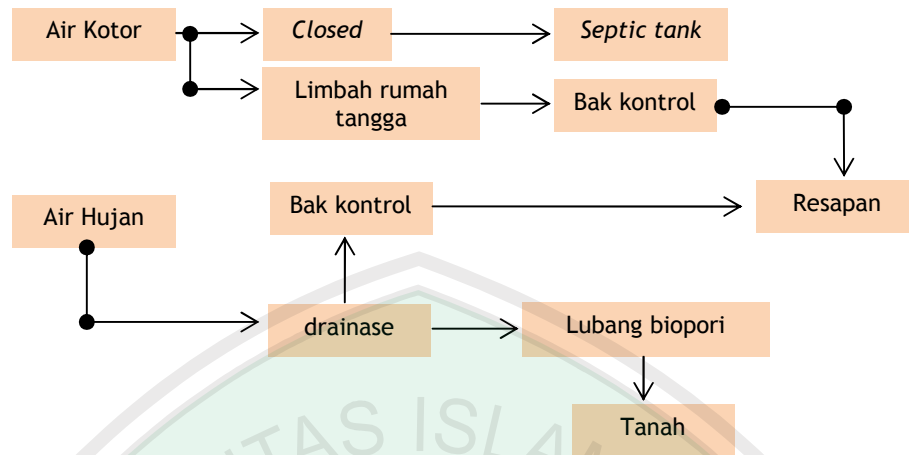 Air Kotor
Closed
Septic tank
Limbah rumah
tangga
Bak kontrol
Resapan
Air Hujan
Bak kontrol
drainase
Lubang biopori
Tanah